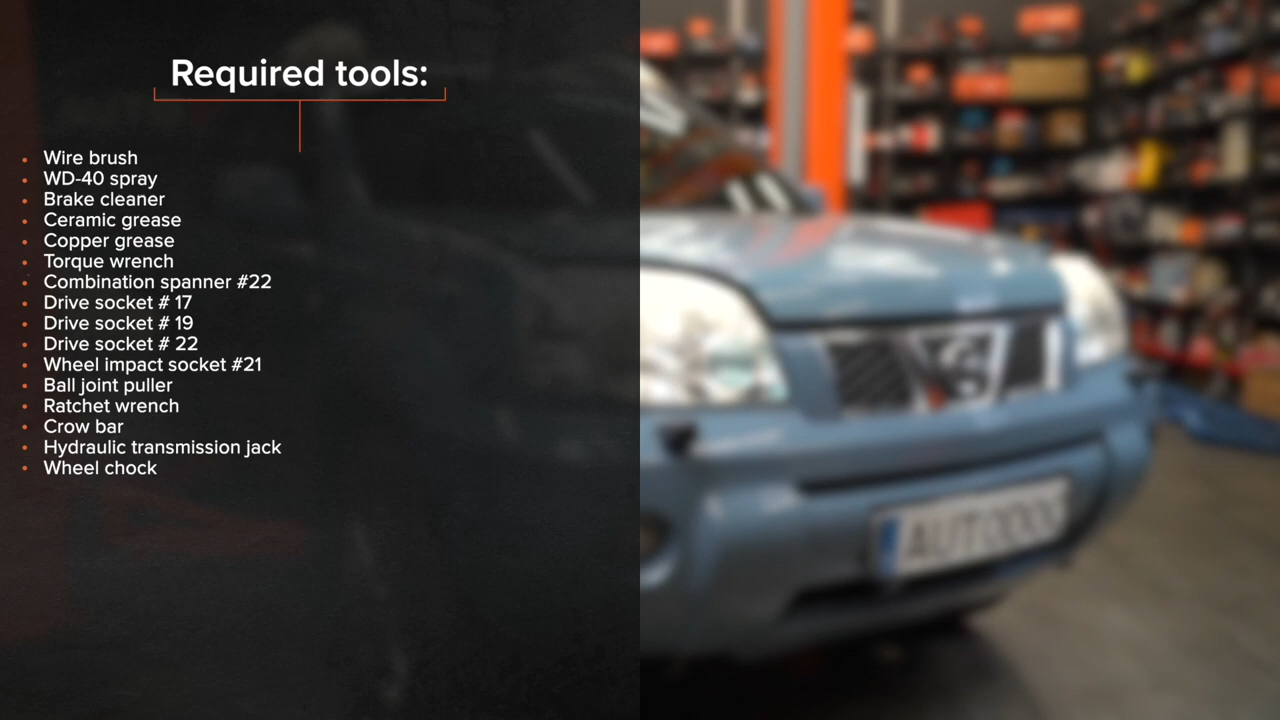 Required tools:
Wire brush
WD-40 spray
Brake cleaner
Ceramic grease
Copper grease
Torque wrench
Combination spanner #22
Drive socket # 17
Drive socket # 19
Drive socket # 22
Wheel impact socket #21
Ball joint puller
Ratchet wrench
Crow bar
Hydraulic transmission jack
Wheel chock
AUTODOC